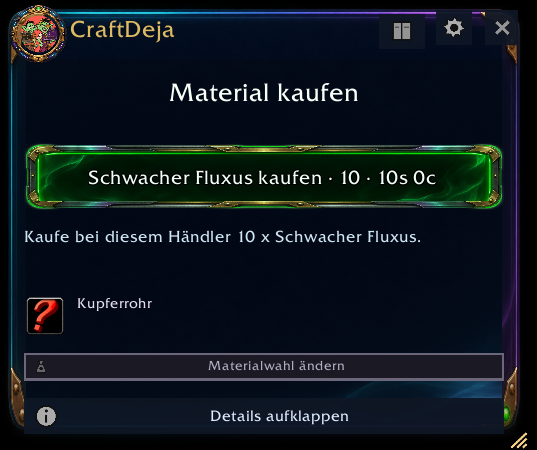 CraftDeja
Material kaufen
Schwacher Fluxus kaufen · 10 · 10s 0c
Kaufe bei diesem Händler 10 x Schwacher Fluxus.
Kupferrohr
Materialwahl ändern
Details aufklappen